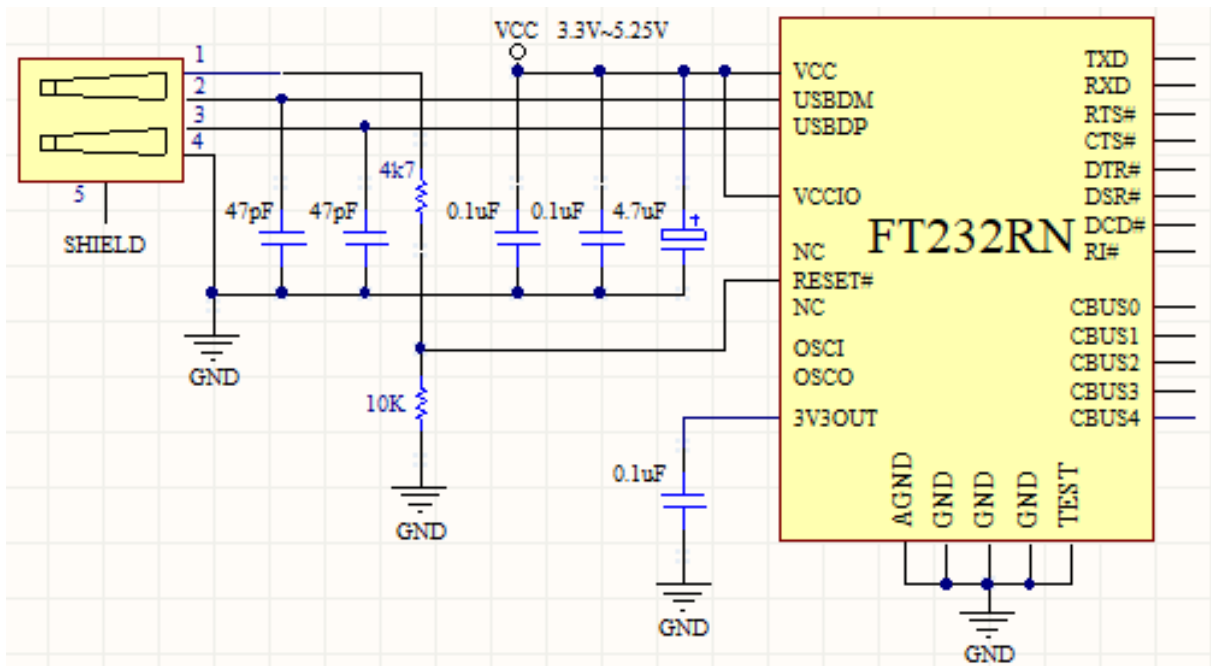 VCC 3.3V~5.25V
1
2
3
4
5
SHIELD
47pF
47pF
4k7
0.1uF
0.1uF
4.7uF
+
GND
10K
GND
0.1uF
GND
VCC
USBDM
USBDP
VCCIO
NC
RESET#
NC
OSCI
OSCO
3V3OUT
FT232RN
TXD
RXD
RTS#
CTS#
DTR#
DSR#
DCD#
RI#
CBUS0
CBUS1
CBUS2
CBUS3
CBUS4
AGND
GND
GND
GND
TEST
GND